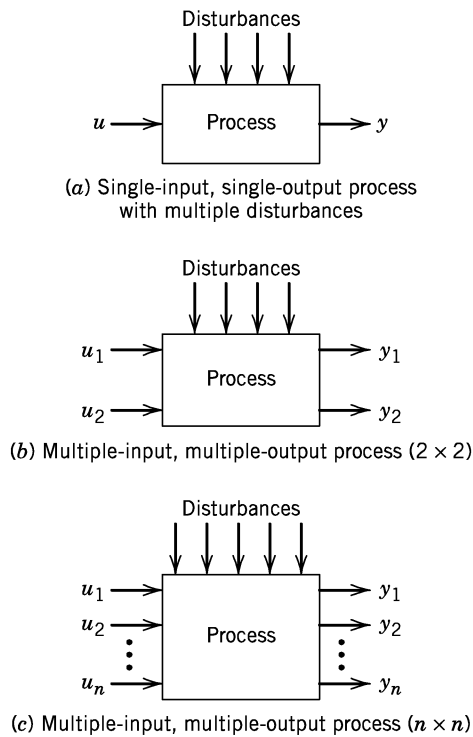 Disturbances
u
Process
y
(a) Single-input, single-output process
with multiple disturbances
Disturbances
u1
y1
Process
u2
y2
(b) Multiple-input, multiple-output process (2 × 2)
Disturbances
u1
y1
u2
Process
y2
un
yn
(c) Multiple-input, multiple-output process (n × n)